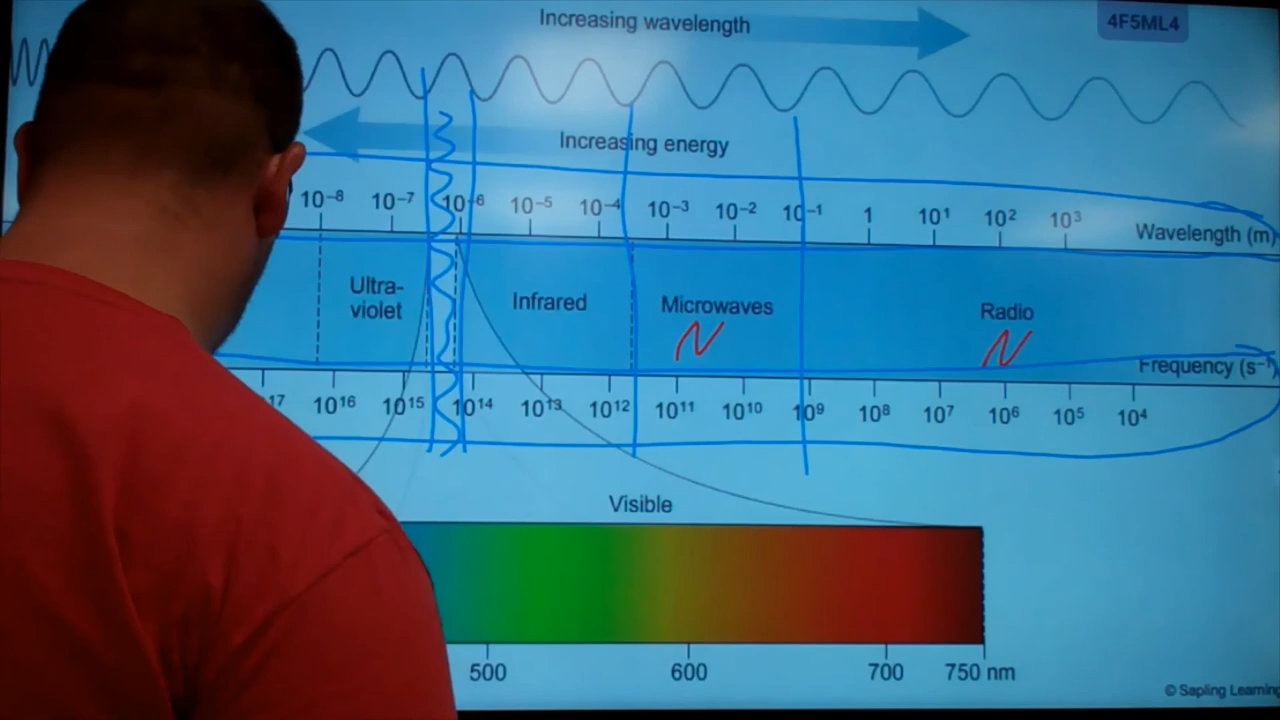 Increasing wavelength
4F5ML4
Increasing energy
10⁻⁸ 10⁻⁷ 10⁻⁶ 10⁻⁵ 10⁻⁴ 10⁻³ 10⁻² 10⁻¹ 1 10¹ 10² 10³
Wavelength (m)
Ultra-
violet
Infrared
Microwaves
Radio
N
N
Frequency (s⁻¹)
17 10¹⁶ 10¹⁵ 10¹⁴ 10¹³ 10¹² 10¹¹ 10¹⁰ 10⁹ 10⁸ 10⁷ 10⁶ 10⁵ 10⁴
Visible
500 600 700 750 nm
© Sapling Learning